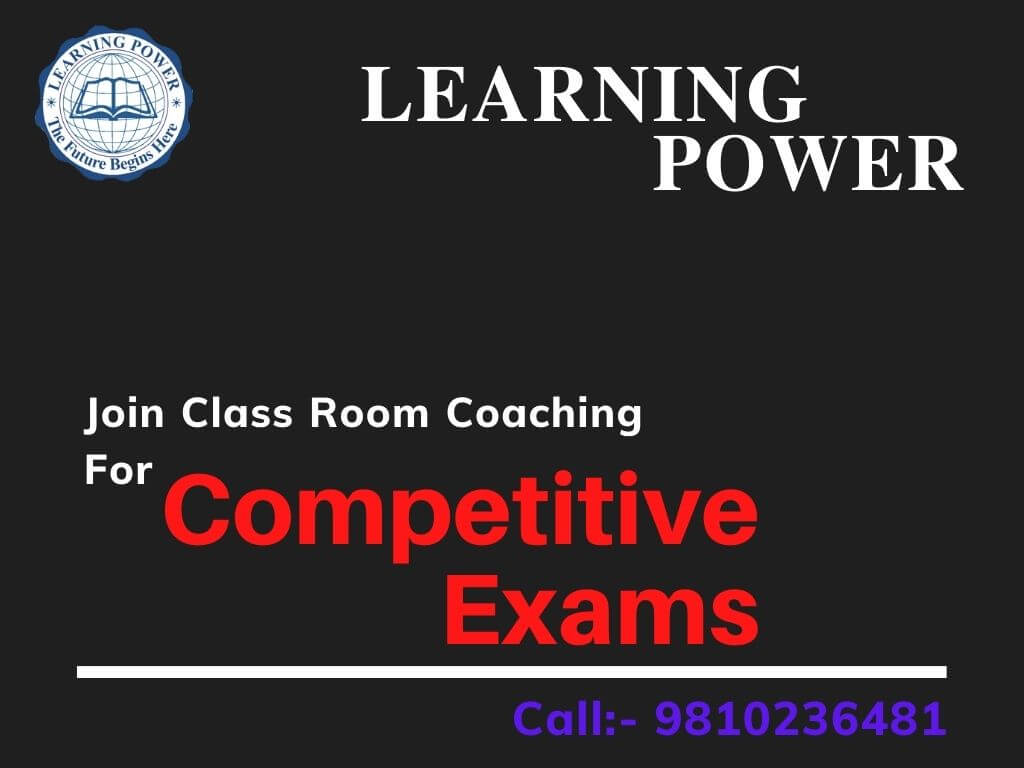 LEARNING POWER
The Future Begins Here
LEARNING
POWER
Join Class Room Coaching
For
Competitive
Exams
Call:- 9810236481